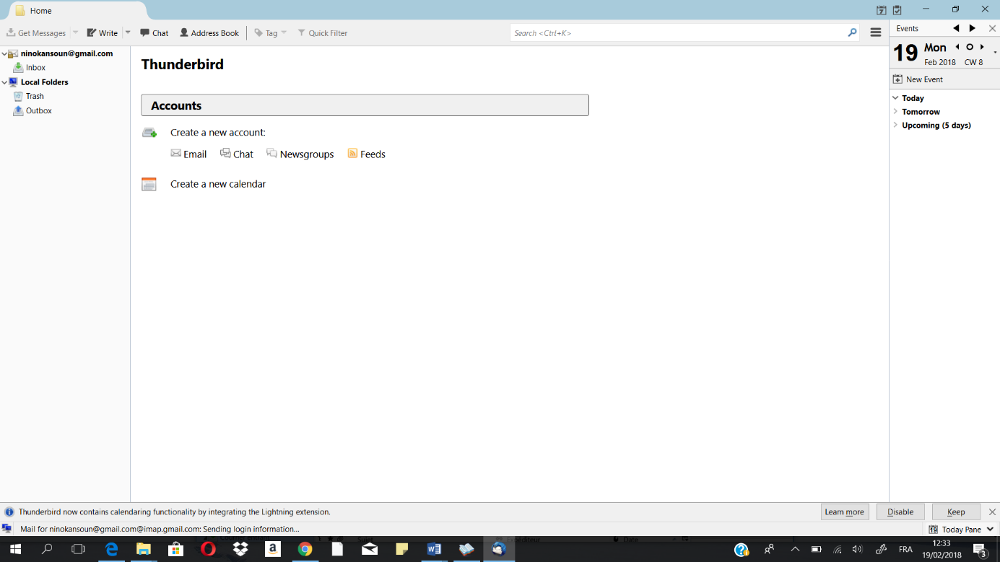 Home
Get Messages Write Chat Address Book Tag Quick Filter Search <Ctrl+K>
Events
ninokansoun@gmail.com
Inbox
Local Folders
Trash
Outbox
Thunderbird
Accounts
Create a new account:
Email Chat Newsgroups Feeds
Create a new calendar
19 Mon
Feb 2018 CW 8
New Event
Today
Tomorrow
Upcoming (5 days)
Thunderbird now contains calendaring functionality by integrating the Lightning extension. Learn more Disable Keep
Mail for ninokansoun@gmail.com@imap.gmail.com: Sending login information... Today Pane
FRA
12:33
19/02/2018
3